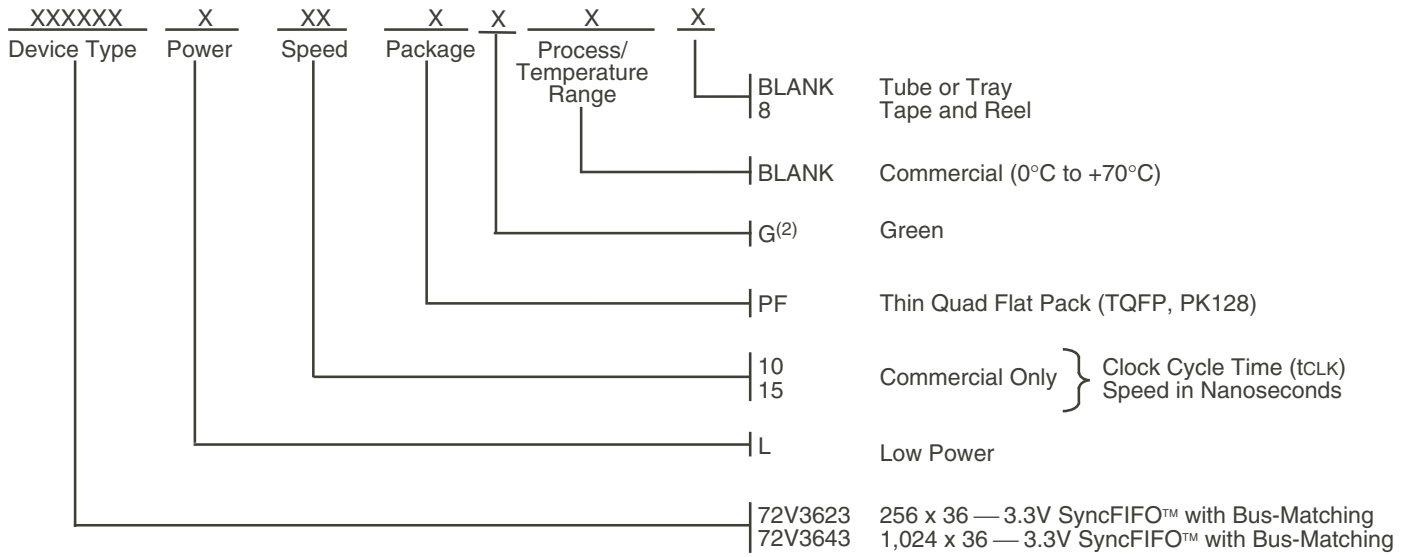 XXXXXX X XX X X X X
Device Type Power Speed Package Process/
Temperature
Range
BLANK Tube or Tray
8 Tape and Reel
BLANK Commercial (0°C to +70°C)
G(2) Green
PF Thin Quad Flat Pack (TQFP, PK128)
10
15
Commercial Only
Clock Cycle Time (tCLK)
Speed in Nanoseconds
L Low Power
72V3623 256 x 36 — 3.3V SyncFIFO™ with Bus-Matching
72V3643 1,024 x 36 — 3.3V SyncFIFO™ with Bus-Matching